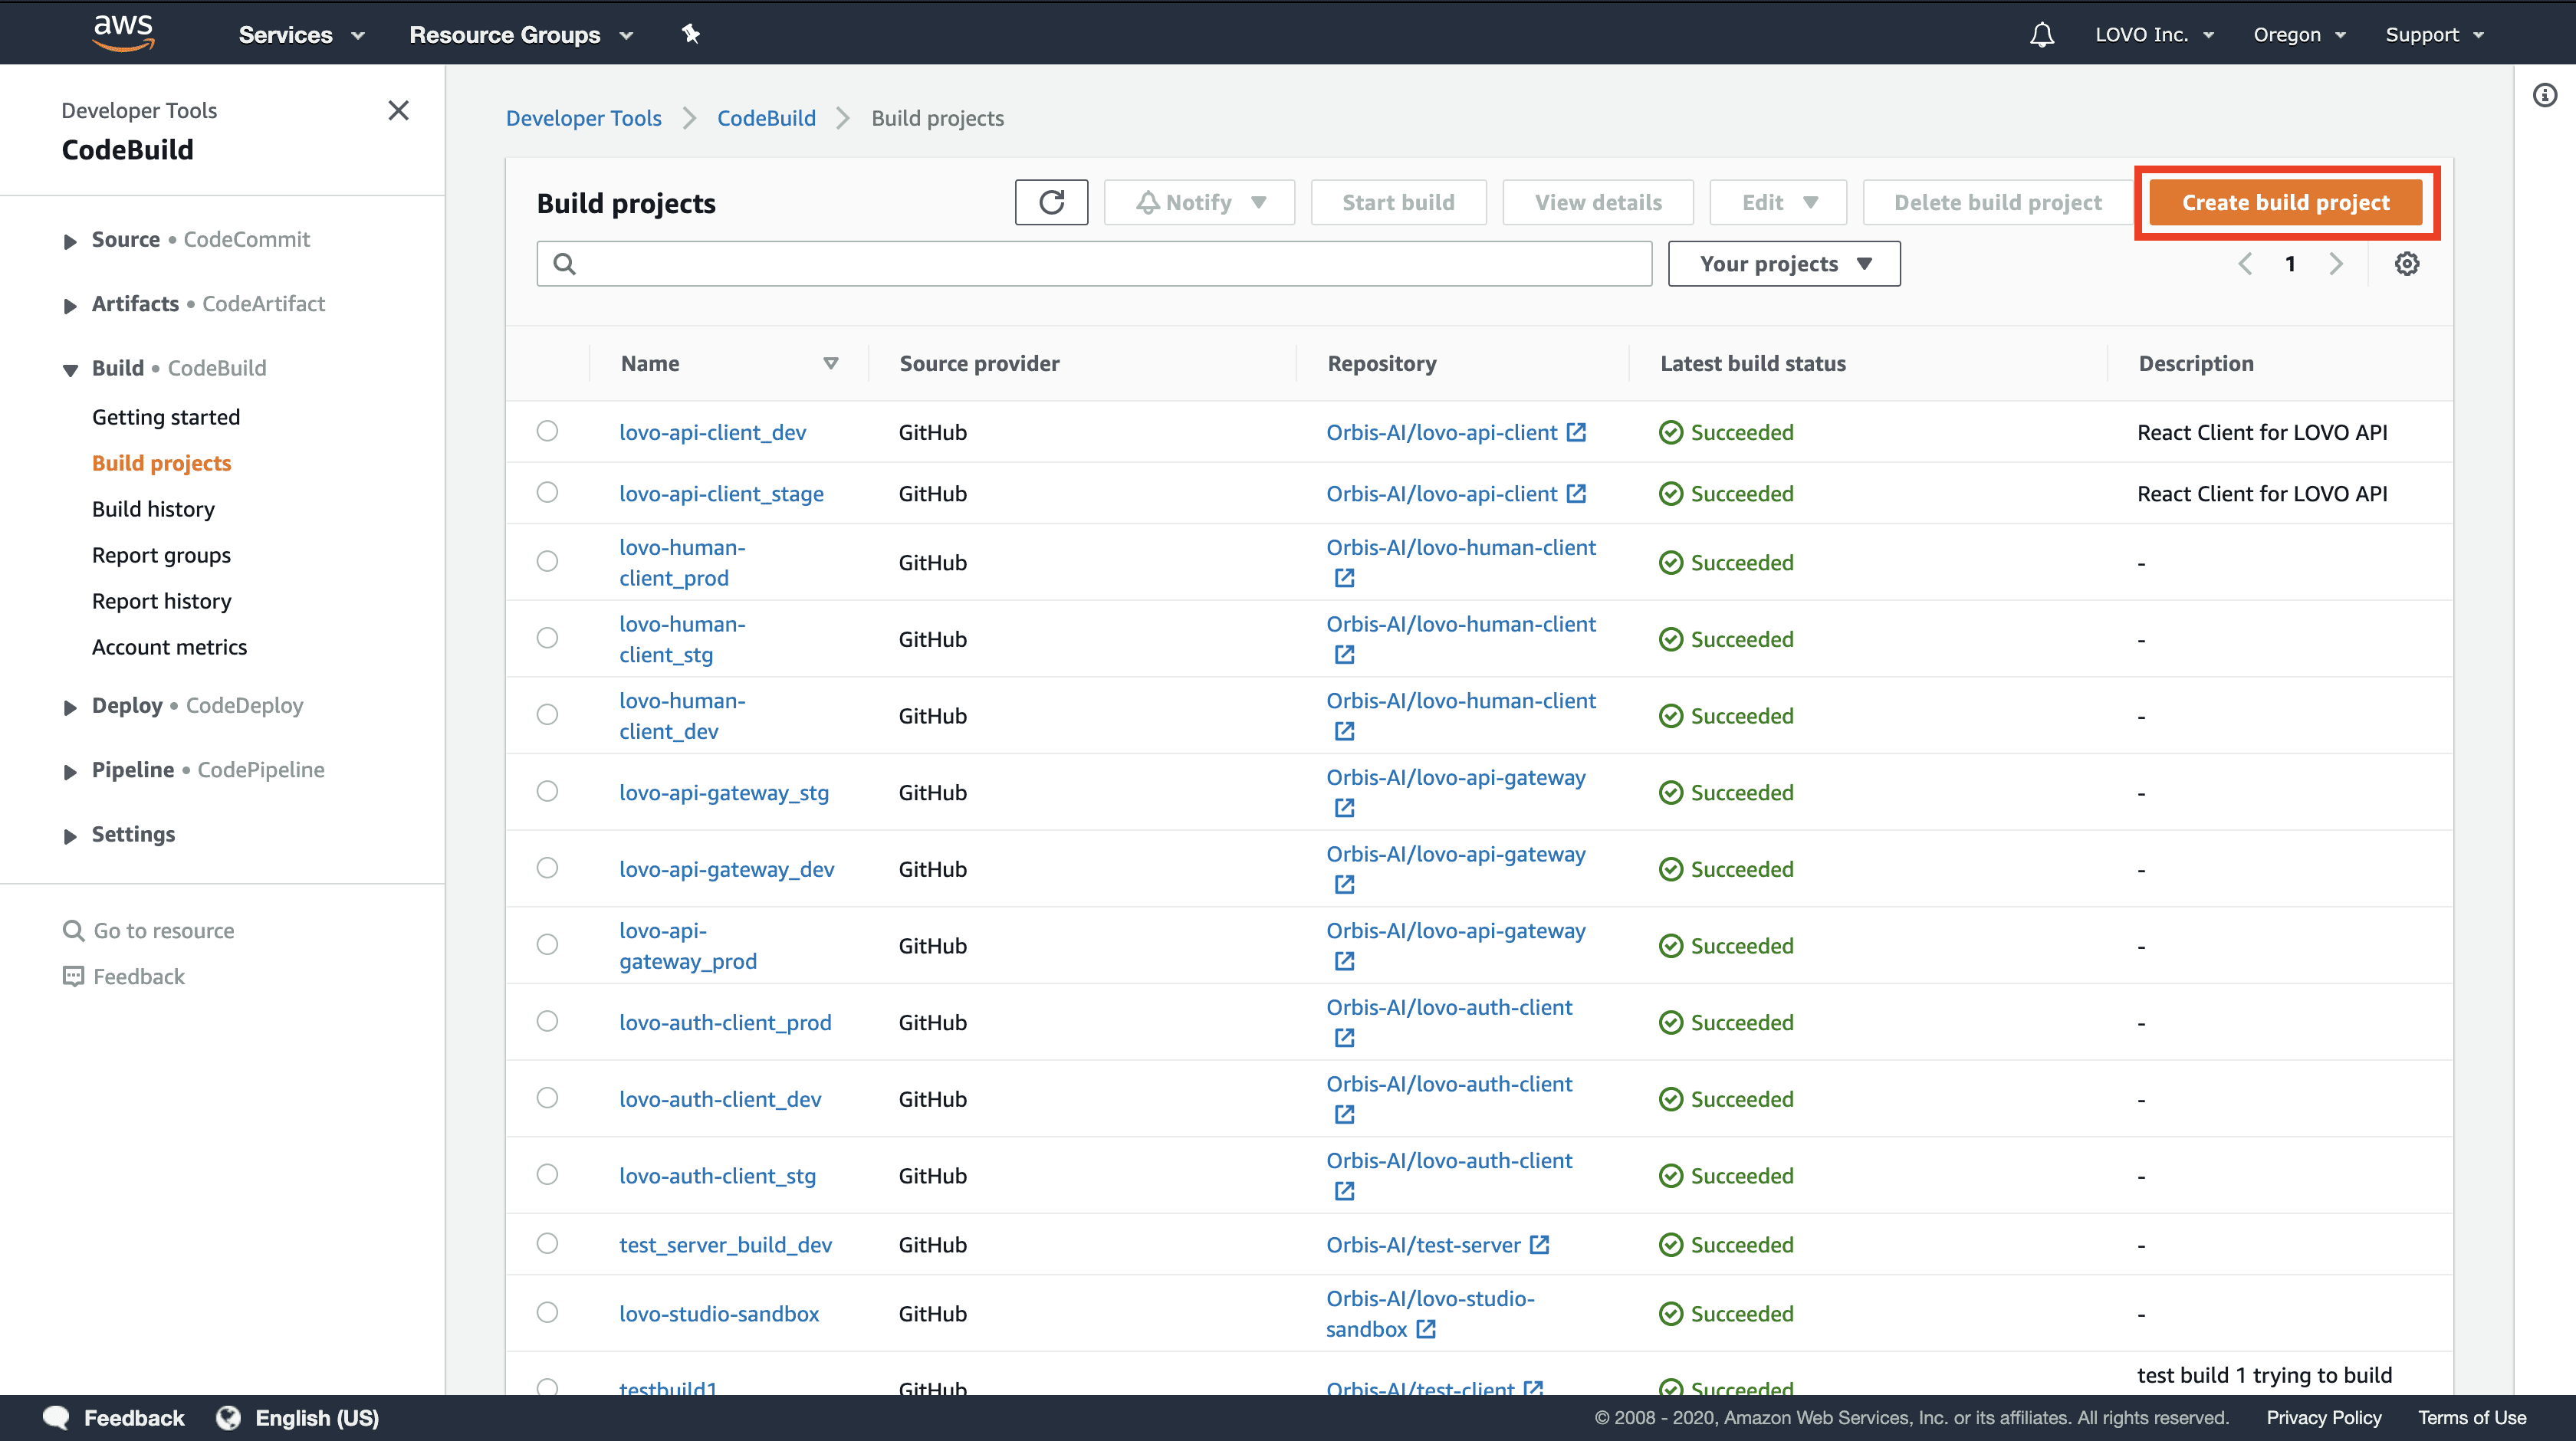 aws
Services
Resource Groups
LOVO Inc.
Oregon
Support
Developer Tools
CodeBuild
Source • CodeCommit
Artifacts • CodeArtifact
Build • CodeBuild
Getting started
Build projects
Build history
Report groups
Report history
Account metrics
Deploy • CodeDeploy
Pipeline • CodePipeline
Settings
Go to resource
Feedback
Developer Tools
CodeBuild
Build projects
Build projects
Notify
Start build
View details
Edit
Delete build project
Create build project
Your projects
1
Name
Source provider
Repository
Latest build status
Description
lovo-api-client_dev
GitHub
Orbis-AI/lovo-api-client
Succeeded
React Client for LOVO API
lovo-api-client_stage
GitHub
Orbis-AI/lovo-api-client
Succeeded
React Client for LOVO API
lovo-human-
client_prod
GitHub
Orbis-AI/lovo-human-client
Succeeded
-
lovo-human-
client_stg
GitHub
Orbis-AI/lovo-human-client
Succeeded
-
lovo-human-
client_dev
GitHub
Orbis-AI/lovo-human-client
Succeeded
-
lovo-api-gateway_stg
GitHub
Orbis-AI/lovo-api-gateway
Succeeded
-
lovo-api-gateway_dev
GitHub
Orbis-AI/lovo-api-gateway
Succeeded
-
lovo-api-
gateway_prod
GitHub
Orbis-AI/lovo-api-gateway
Succeeded
-
lovo-auth-client_prod
GitHub
Orbis-AI/lovo-auth-client
Succeeded
-
lovo-auth-client_dev
GitHub
Orbis-AI/lovo-auth-client
Succeeded
-
lovo-auth-client_stg
GitHub
Orbis-AI/lovo-auth-client
Succeeded
-
test_server_build_dev
GitHub
Orbis-AI/test-server
Succeeded
-
lovo-studio-sandbox
GitHub
Orbis-AI/lovo-studio-
sandbox
Succeeded
-
testbuild1
GitHub
Orbis-AI/test-client
Succeeded
test build 1 trying to build
Feedback
English (US)
© 2008 - 2020, Amazon Web Services, Inc. or its affiliates. All rights reserved.
Privacy Policy
Terms of Use